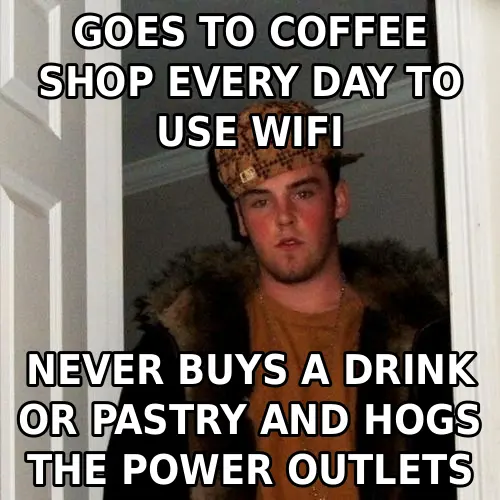 GOES TO COFFEE
SHOP EVERY DAY TO
USE WIFI
NEVER BUYS A DRINK
OR PASTRY AND HOGS
THE POWER OUTLETS